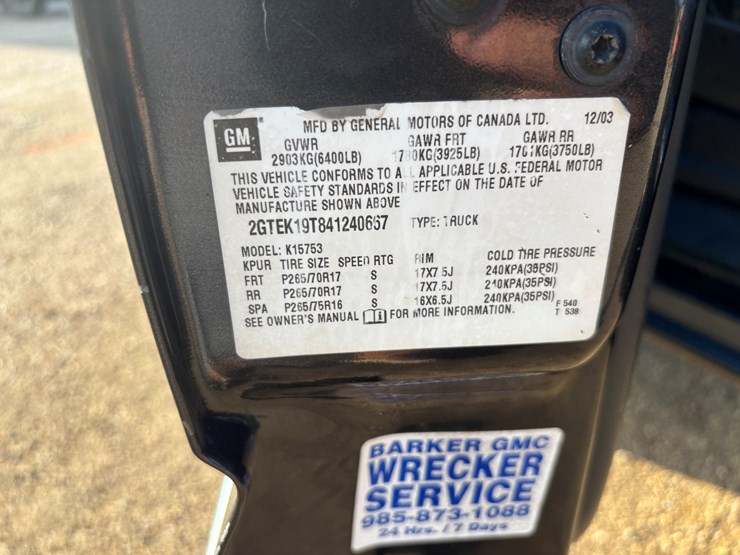 GM
MFD BY GENERAL MOTORS OF CANADA LTD. 12/03
GVWR GAWR FRT GAWR RR
2903KG(6400LB) 1780KG(3925LB) 1701KG(3750LB)
THIS VEHICLE CONFORMS TO ALL APPLICABLE U.S. FEDERAL MOTOR
VEHICLE SAFETY STANDARDS IN EFFECT ON THE DATE OF
MANUFACTURE SHOWN ABOVE
TYPE: TRUCK
MODEL: K15753
KPUR TIRE SIZE SPEED RTG RIM COLD TIRE PRESSURE
FRT P265/70R17 S 17X7.5J 240KPA(35PSI)
RR P265/70R17 S 17X7.5J 240KPA(35PSI)
SPA P265/75R16 S 16X6.5J 240KPA(35PSI)
SEE OWNER'S MANUAL FOR MORE INFORMATION.
F 540
T 538
BARKER GMC
WRECKER
SERVICE
985-873-1088
24 Hrs. / 7 Days